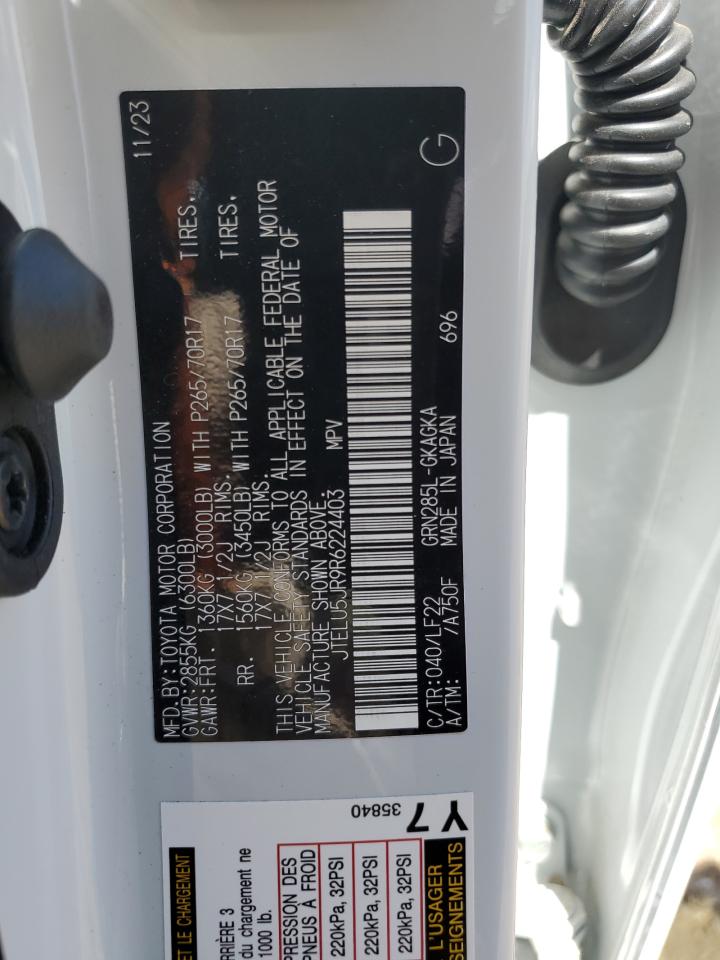 MFD.BY:TOYOTA MOTOR CORPORATION 11/23
GVWR:2855KG (6300LB)
GAWR:FRT. 1360KG (3000LB) WITH P265/70R17 TIRES.
17X7 1/2J RIMS.
RR. 1560KG (3450LB) WITH P265/70R17 TIRES.
17X7 1/2J RIMS.
THIS VEHICLE CONFORMS TO ALL APPLICABLE FEDERAL MOTOR
VEHICLE SAFETY STANDARDS IN EFFECT ON THE DATE OF
MANUFACTURE SHOWN ABOVE.
JTELU5JR9R6224403 MPV
C/TR:040/LF22 GRN285L-GKAGKA
A/TM: /A750F MADE IN JAPAN 696
G
Y7
35840
ET LE CHARGEMENT
RRIÈRE 3
du chargement ne
1000 lb.
PRESSION DES
PNEUS À FROID
220kPa, 32PSI
220kPa, 32PSI
220kPa, 32PSI
L'USAGER
SEIGNEMENTS